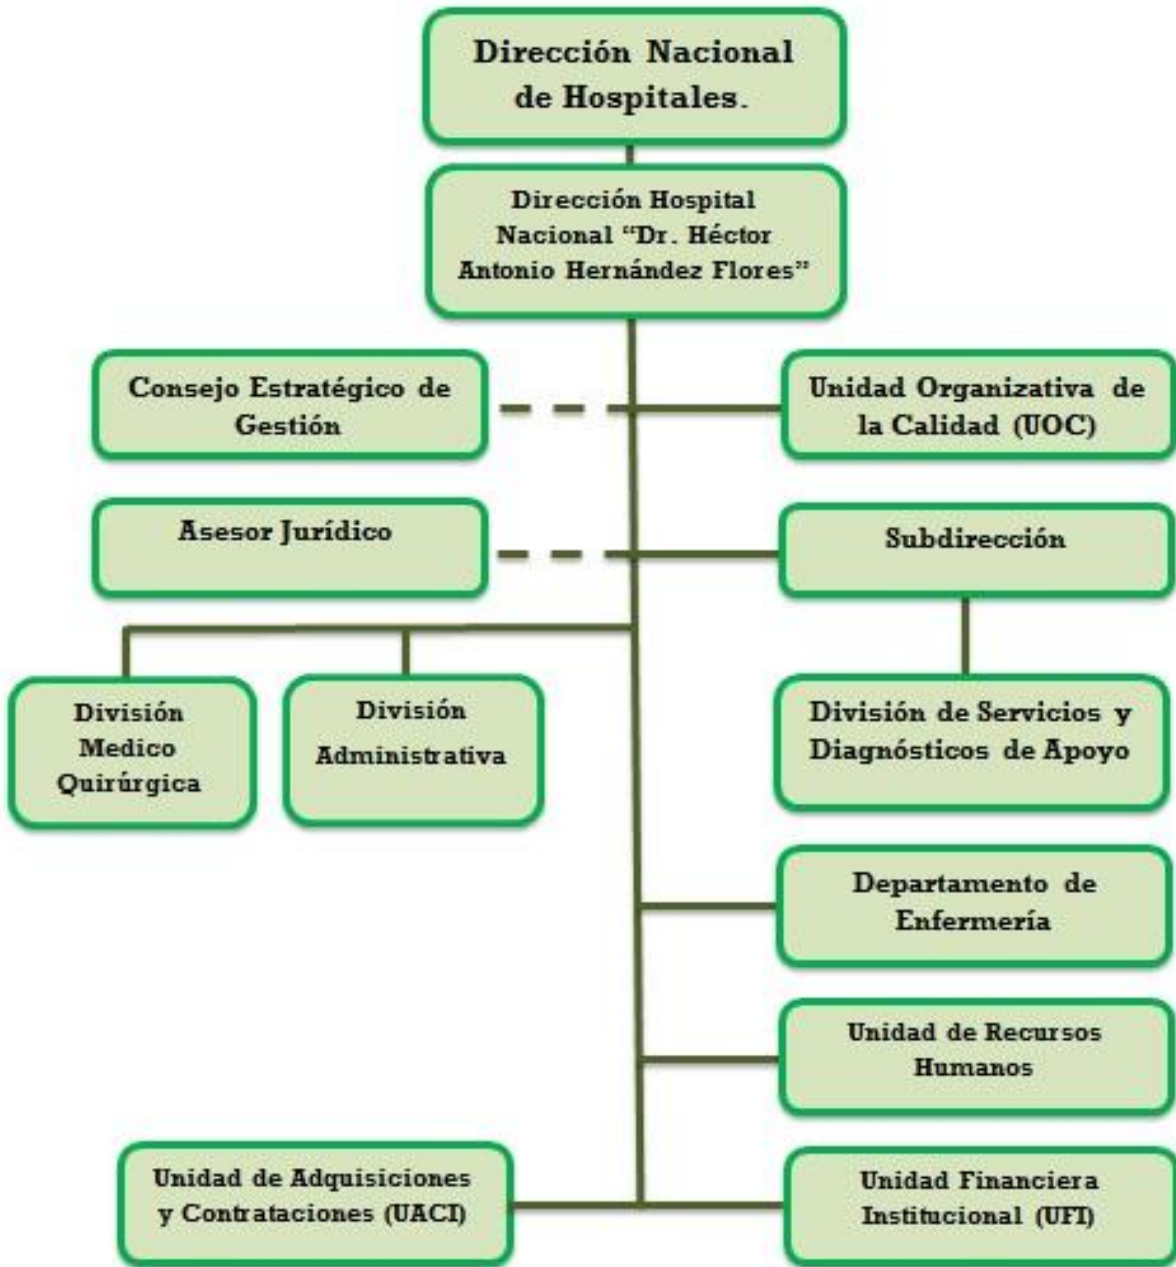 Dirección Nacional
de Hospitales.
Dirección Hospital
Nacional “Dr. Héctor
Antonio Hernández Flores”
Consejo Estratégico de
Gestión
Unidad Organizativa de
la Calidad (UOC)
Asesor Jurídico
Subdirección
División
Medico
Quirúrgica
División
Administrativa
División de Servicios y
Diagnósticos de Apoyo
Departamento de
Enfermería
Unidad de Recursos
Humanos
Unidad de Adquisiciones
y Contrataciones (UACI)
Unidad Financiera
Institucional (UFI)